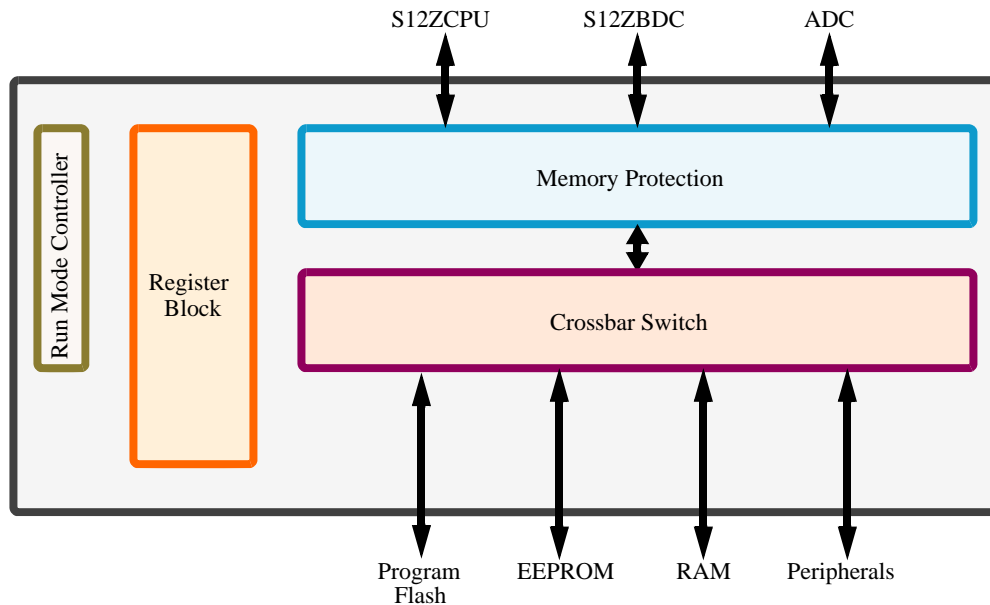 S12ZCPU
S12ZBDC
ADC
Run Mode Controller
Register
Block
Memory Protection
Crossbar Switch
Program
Flash
EEPROM
RAM
Peripherals